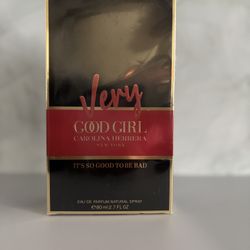 Very
GOOD GIRL
CAROLINA HERRERA
NEW YORK
IT'S SO GOOD TO BE BAD
EAU DE PARFUM NATURAL SPRAY
℮80 ml 2.7 FL OZ